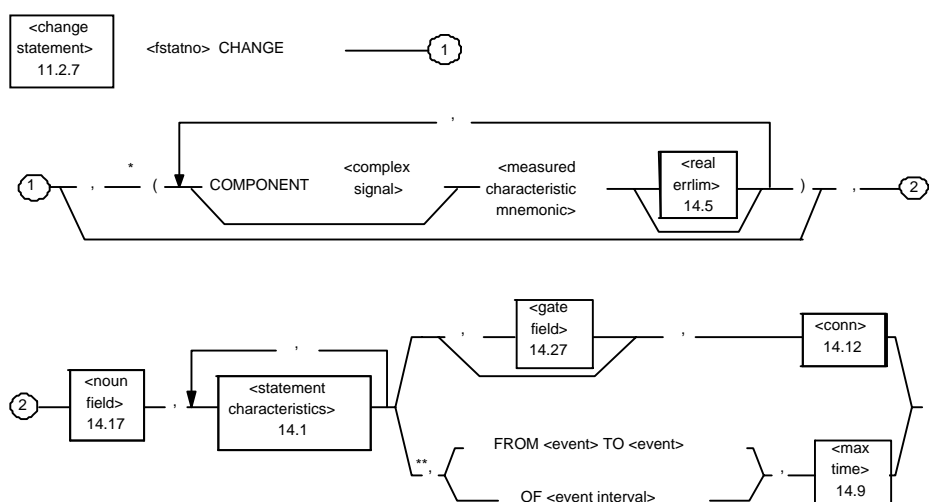 <change
statement>
11.2.7
<fstatno> CHANGE
1
,
1
,
*
(
COMPONENT
<complex
signal>
<measured
characteristic
mnemonic>
<real
errlim>
14.5
)
,
2
2
<noun
field>
14.17
,
,
<statement
characteristics>
14.1
,
<gate
field>
14.27
,
<conn>
14.12
**,
FROM <event> TO <event>
OF <event interval>
,
<max
time>
14.9